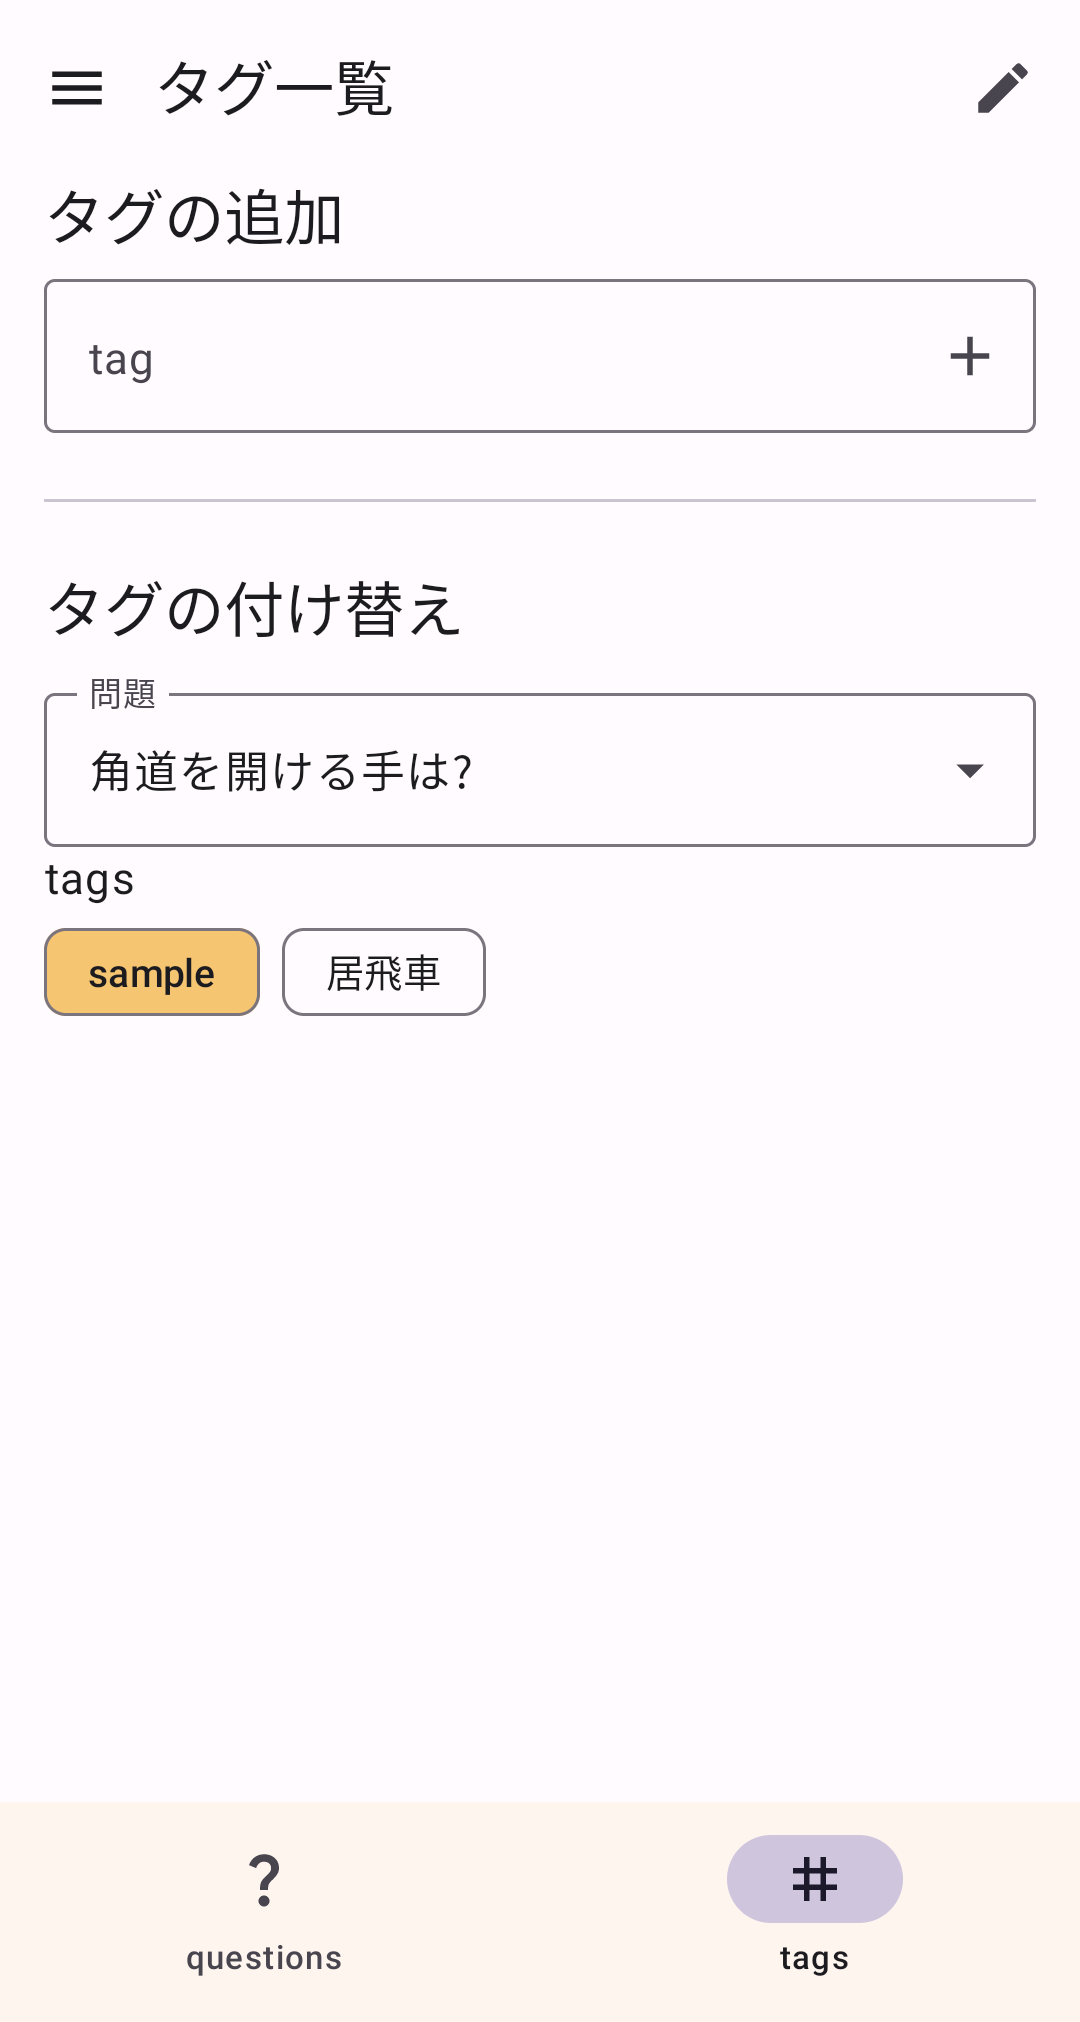 タグ一覧
タグの追加
tag
タグの付け替え
問題
角道を開ける手は?
tags
sample 居飛車
questions tags